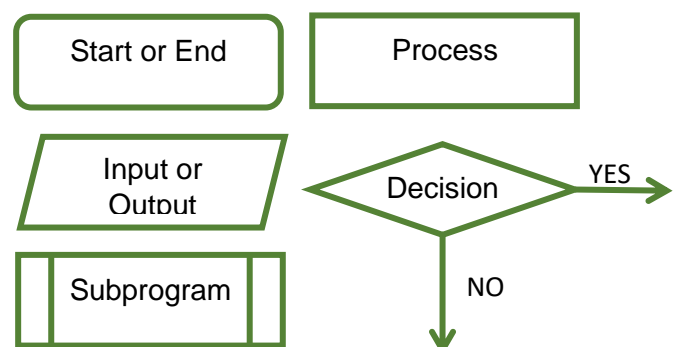 Start or End
Process
Input or
Output
Decision
YES
Subprogram
NO